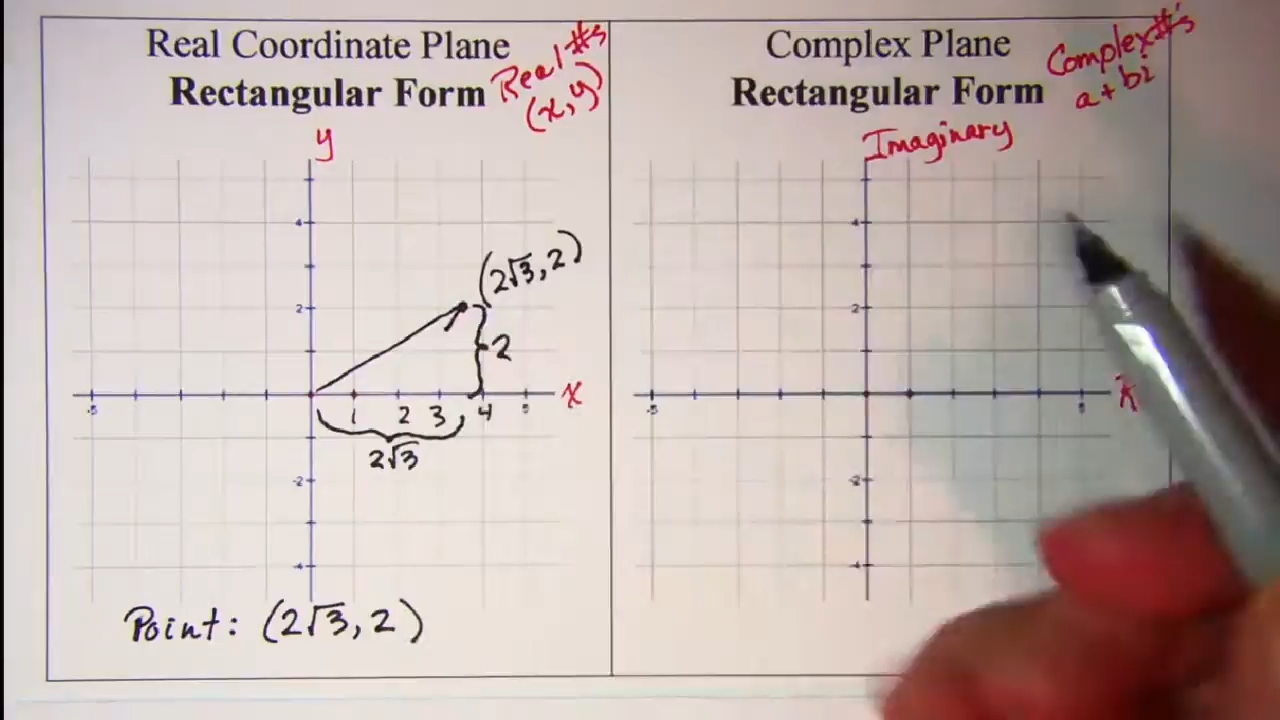 Real Coordinate Plane
Rectangular Form
Real #s
(x, y)
y
4
2
-2
-4
-5
5
x
1
2
3
4
(2√3, 2)
2
2√3
Point: (2√3, 2)
Complex Plane
Rectangular Form
Complex #'s
a + bi
Imaginary
4
2
-2
-4
-5
5